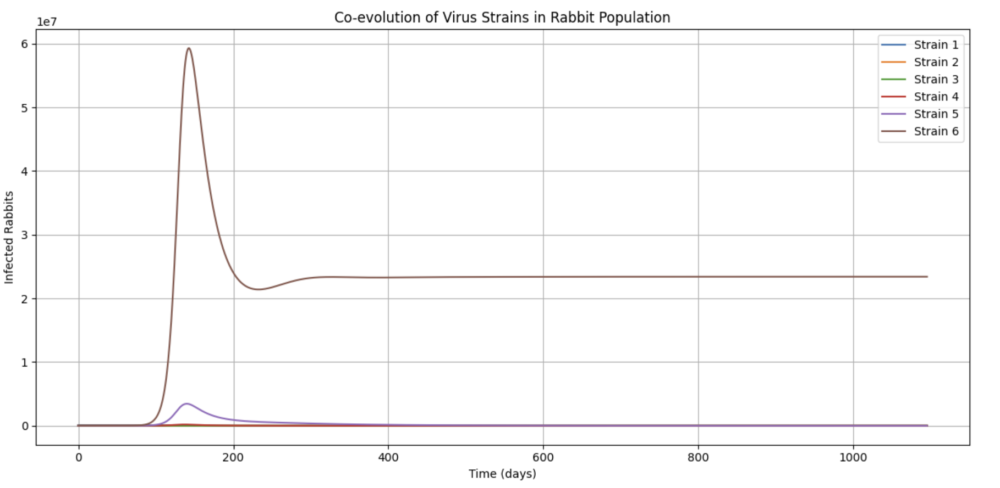 Co-evolution of Virus Strains in Rabbit Population
1e7
6
5
4
3
2
1
0
Infected Rabbits
Strain 1
Strain 2
Strain 3
Strain 4
Strain 5
Strain 6
0 200 400 600 800 1000
Time (days)